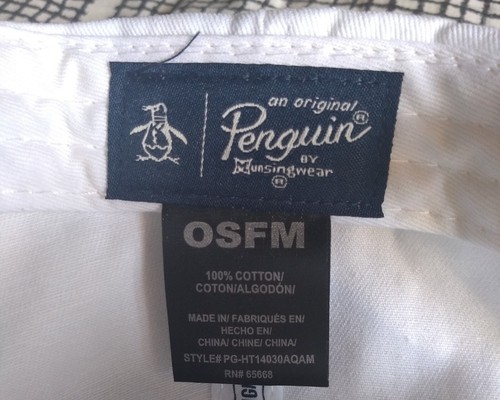 an original
Penguin®
BY
Munsingwear
®
OSFM
100% COTTON/
COTON/ALGODÓN/
MADE IN/ FABRIQUÉS EN/
HECHO EN/
CHINA/ CHINE/ CHINA/
STYLE# PG-HT14030AQAM
RN# 65668